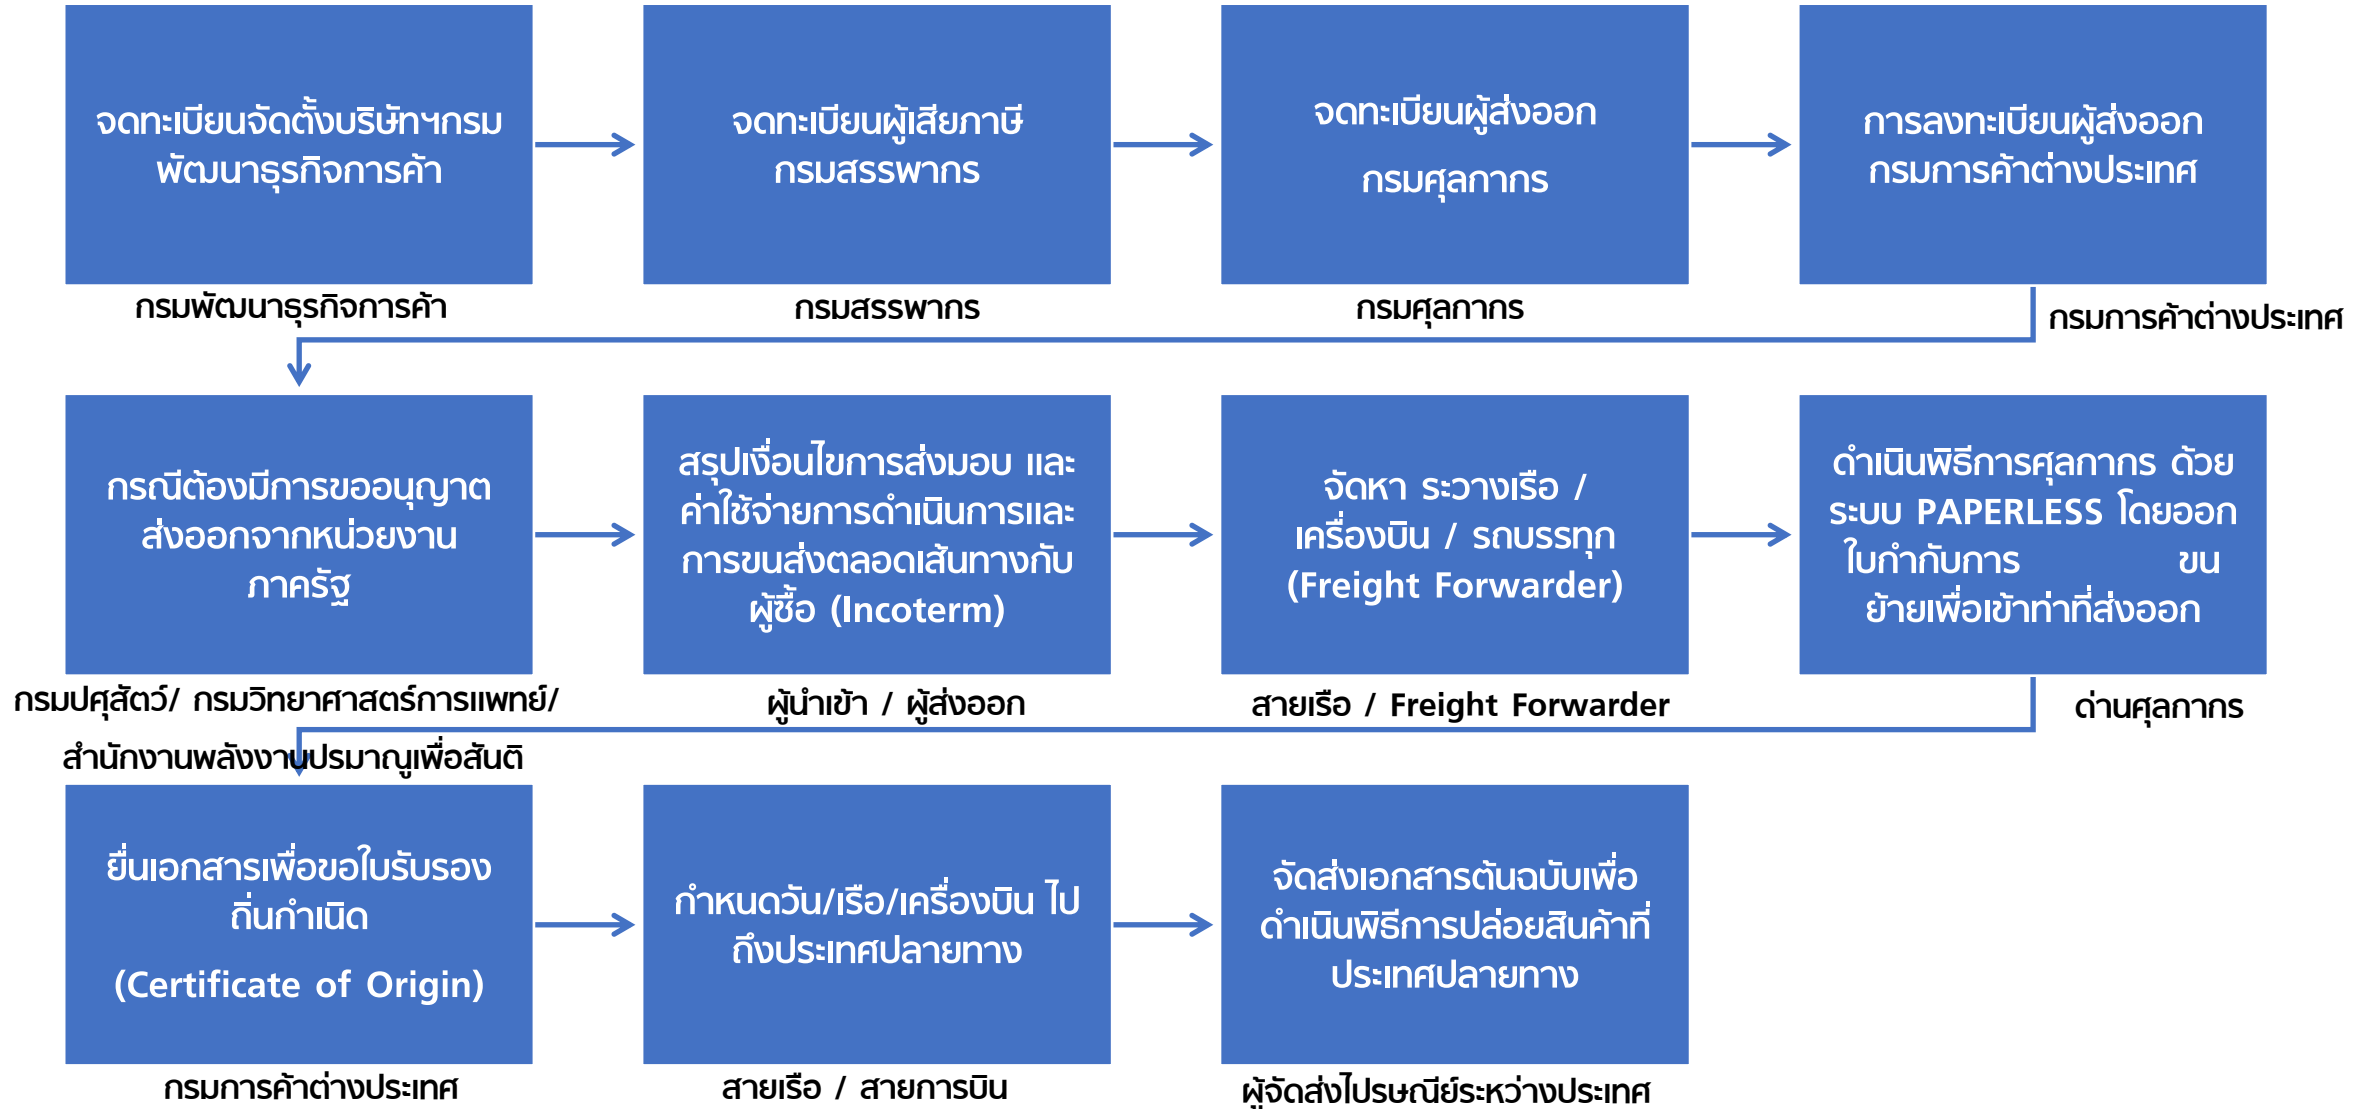 จดทะเบียนจัดตั้งบริษัทฯกรม
พัฒนาธุรกิจการค้า
กรมพัฒนาธุรกิจการค้า
จดทะเบียนผู้เสียภาษี
กรมสรรพากร
กรมสรรพากร
จดทะเบียนผู้ส่งออก
กรมศุลกากร
กรมศุลกากร
การลงทะเบียนผู้ส่งออก
กรมการค้าต่างประเทศ
กรมการค้าต่างประเทศ
กรณีต้องมีการขออนุญาต
ส่งออกจากหน่วยงาน
ภาครัฐ
กรมปศุสัตว์/ กรมวิทยาศาสตร์การแพทย์/
สำนักงานพลังงานปรมาณูเพื่อสันติ
สรุปเงื่อนไขการส่งมอบ และ
ค่าใช้จ่ายการดำเนินการและ
การขนส่งตลอดเส้นทางกับ
ผู้ซื้อ (Incoterm)
ผู้นำเข้า / ผู้ส่งออก
จัดหา ระวางเรือ /
เครื่องบิน / รถบรรทุก
(Freight Forwarder)
สายเรือ / Freight Forwarder
ดำเนินพิธีการศุลกากร ด้วย
ระบบ PAPERLESS โดยออก
ใบกำกับการ ขน
ย้ายเพื่อเข้าท่าที่ส่งออก
ด่านศุลกากร
ยื่นเอกสารเพื่อขอใบรับรอง
ถิ่นกำเนิด
(Certificate of Origin)
กรมการค้าต่างประเทศ
กำหนดวัน/เรือ/เครื่องบิน ไป
ถึงประเทศปลายทาง
สายเรือ / สายการบิน
จัดส่งเอกสารต้นฉบับเพื่อ
ดำเนินพิธีการปล่อยสินค้าที่
ประเทศปลายทาง
ผู้จัดส่งไปรษณีย์ระหว่างประเทศ